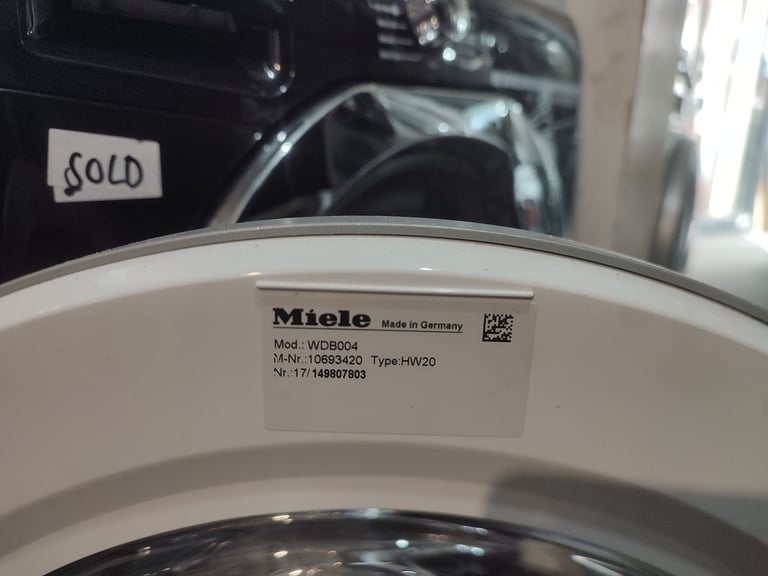 SOLD
Miele Made in Germany
Mod.: WDB004
M-Nr.:10693420 Type:HW20
Nr.:17/149807803